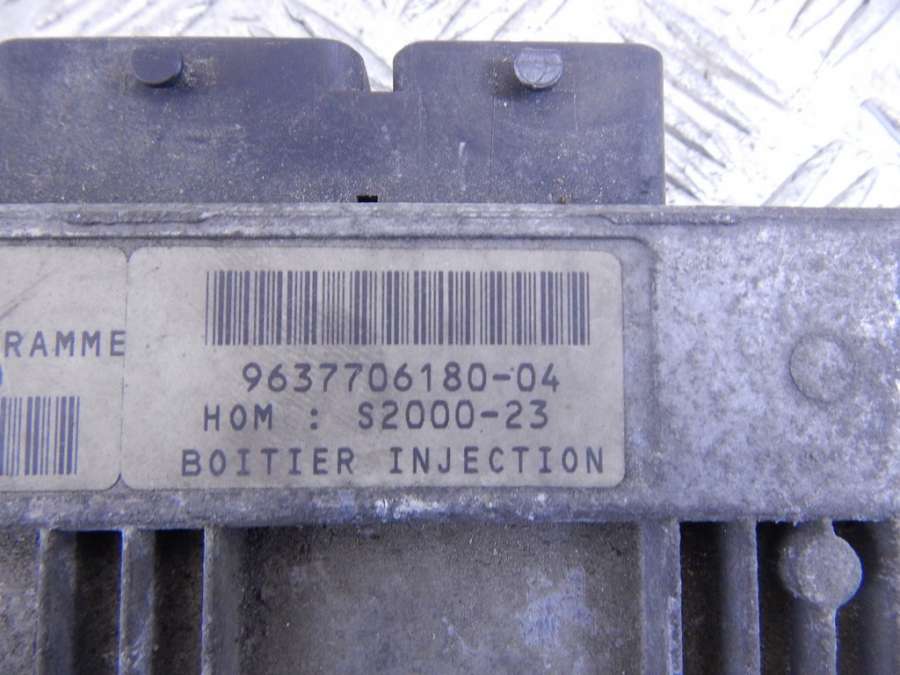 RAMME
9637706180-04
HOM : S2000-23
BOITIER INJECTION